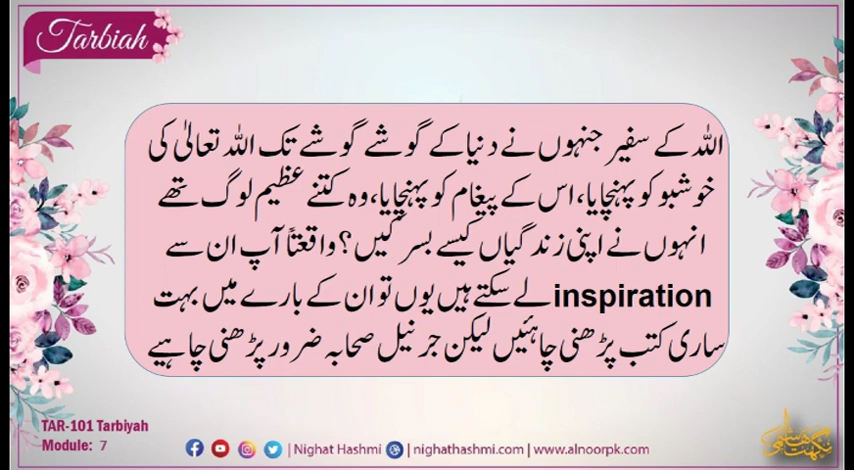 Tarbiah
اللہ کے سفیر جنہوں نے دنیا کے گوشے گوشے تک اللہ تعالیٰ کی
خوشبو کو پہنچایا، اس کے پیغام کو پہنچایا، وہ کتنے عظیم لوگ تھے
انہوں نے اپنی زندگیاں کیسے بسر کیں؟ واقعتاً آپ ان سے
inspiration لے سکتے ہیں یوں تو ان کے بارے میں بہت
ساری کتب پڑھنی چاہئیں لیکن جرنیل صحابہ ضرور پڑھنی چاہیے
TAR-101 Tarbiyah
Module: 7
| Nighat Hashmi | nighathashmi.com | www.alnoorpk.com
نگہت ہاشمی